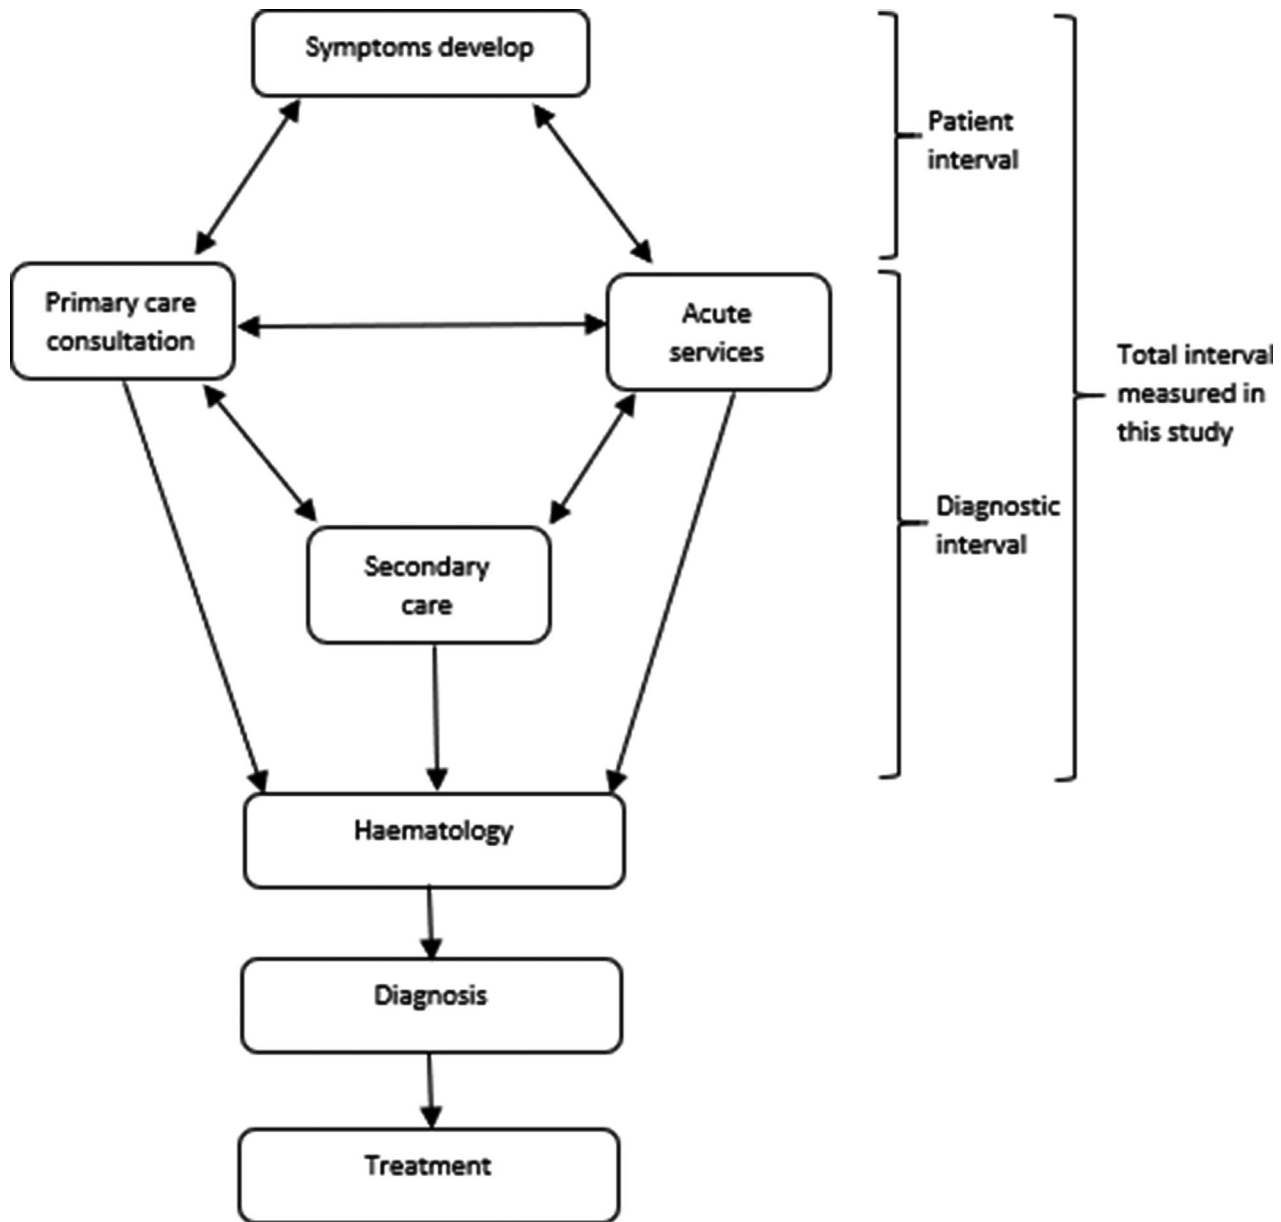 Symptoms develop
Patient
interval
Primary care
consultation
Acute
services
Total interval
measured in
this study
Diagnostic
interval
Secondary
care
Haematology
Diagnosis
Treatment